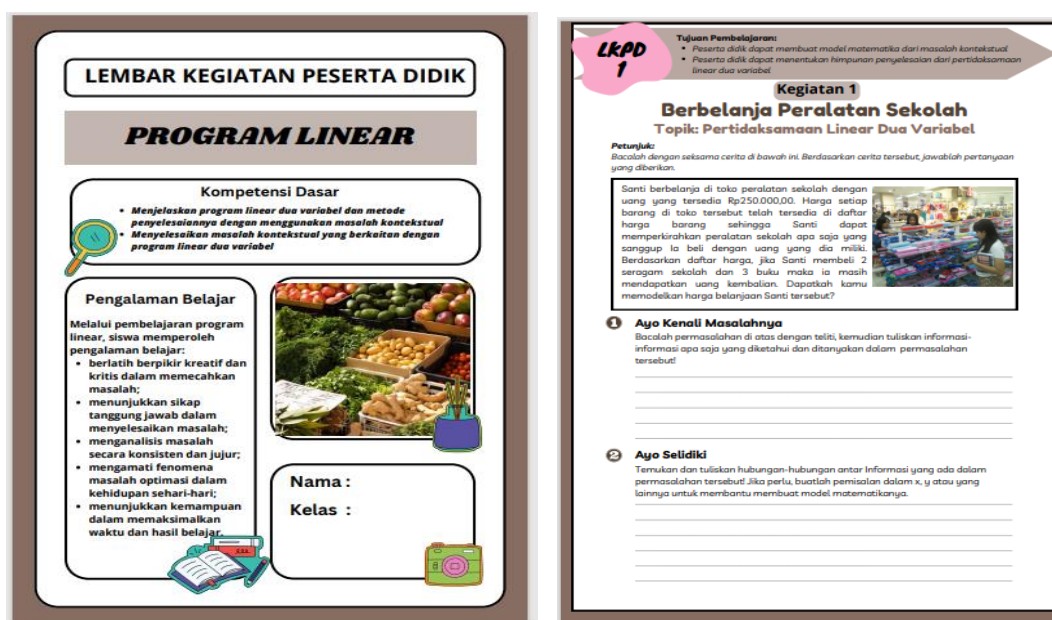 LEMBAR KEGIATAN PESERTA DIDIK
PROGRAM LINEAR
Kompetensi Dasar
• Menjelaskan program linear dua variabel dan metode
penyelesaiannya dengan menggunakan masalah kontekstual
• Menyelesaikan masalah kontekstual yang berkaitan dengan
program linear dua variabel
Pengalaman Belajar
Melalui pembelajaran program
linear, siswa memperoleh
pengalaman belajar:
• berlatih berpikir kreatif dan
kritis dalam memecahkan
masalah;
• menunjukkan sikap
tanggung jawab dalam
menyelesaikan masalah;
• menganalisis masalah
secara konsisten dan jujur;
• mengamati fenomena
masalah optimasi dalam
kehidupan sehari-hari;
• menunjukkan kemampuan
dalam memaksimalkan
waktu dan hasil belajar.
Nama :
Kelas :
LKPD
1
Tujuan Pembelajaran:
• Peserta didik dapat membuat model matematika dari masalah kontekstual
• Peserta didik dapat menentukan himpunan penyelesaian dari pertidaksamaan
linear dua variabel
Kegiatan 1
Berbelanja Peralatan Sekolah
Topik: Pertidaksamaan Linear Dua Variabel
Petunjuk:
Bacalah dengan seksama cerita di bawah ini. Berdasarkan cerita tersebut, jawablah pertanyaan
yang diberikan.
Santi berbelanja di toko peralatan sekolah dengan
uang yang tersedia Rp250.000,00. Harga setiap
barang di toko tersebut telah tersedia di daftar
harga barang sehingga Santi dapat
memperkirahkan peralatan sekolah apa saja yang
sanggup Ia beli dengan uang yang dia miliki.
Berdasarkan daftar harga, jika Santi membeli 2
seragam sekolah dan 3 buku maka ia masih
mendapatkan uang kembalian. Dapatkah kamu
memodelkan harga belanjaan Santi tersebut?
1 Ayo Kenali Masalahnya
Bacalah permasalahan di atas dengan teliti, kemudian tuliskan informasi-
informasi apa saja yang diketahui dan ditanyakan dalam permasalahan
tersebut!
2 Ayo Selidiki
Temukan dan tuliskan hubungan-hubungan antar Informasi yang ada dalam
permasalahan tersebut! Jika perlu, buatlah pemisalan dalam x, y atau yang
lainnya untuk membantu membuat model matematikanya.